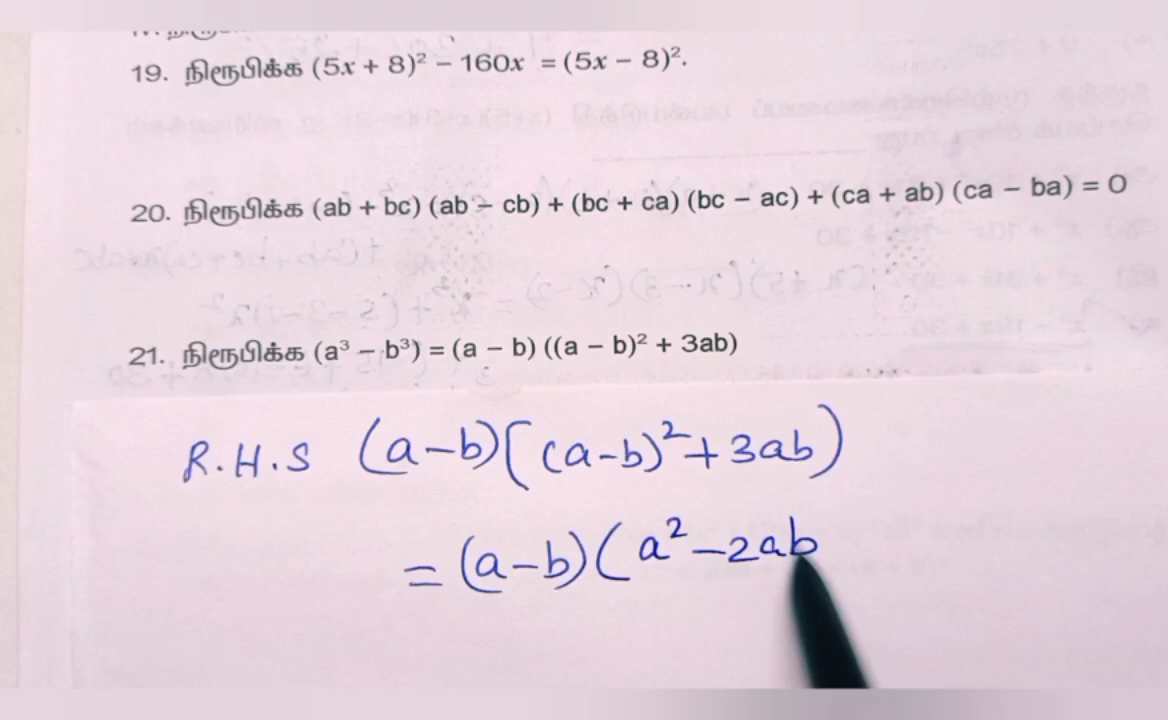 19. நிரூபிக்க (5x + 8)² – 160x = (5x – 8)².
20. நிரூபிக்க (ab + bc) (ab – cb) + (bc + ca) (bc – ac) + (ca + ab) (ca – ba) = O
21. நிரூபிக்க (a³ – b³) = (a – b) ((a – b)² + 3ab)
R.H.S (a–b)((a–b)²+3ab)
= (a–b)(a²–2ab